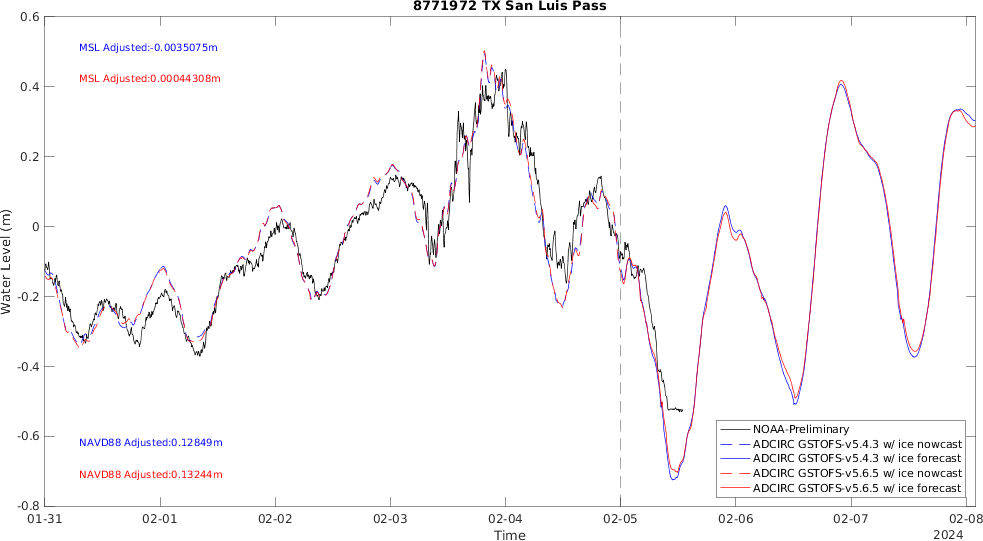 8771972 TX San Luis Pass
MSL Adjusted:-0.0035075m
MSL Adjusted:0.00044308m
NAVD88 Adjusted:0.12849m
NAVD88 Adjusted:0.13244m
Water Level (m)
0.6
0.4
0.2
0
-0.2
-0.4
-0.6
-0.8
NOAA-Preliminary
ADCIRC GSTOFS-v5.4.3 w/ ice nowcast
ADCIRC GSTOFS-v5.4.3 w/ ice forecast
ADCIRC GSTOFS-v5.6.5 w/ ice nowcast
ADCIRC GSTOFS-v5.6.5 w/ ice forecast
01-31 02-01 02-02 02-03 02-04 02-05 02-06 02-07 02-08
Time
2024